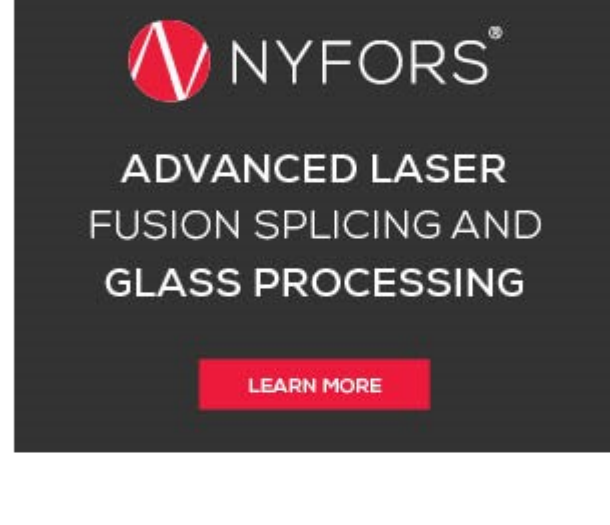 NYFORS®
ADVANCED LASER
FUSION SPLICING AND
GLASS PROCESSING
LEARN MORE